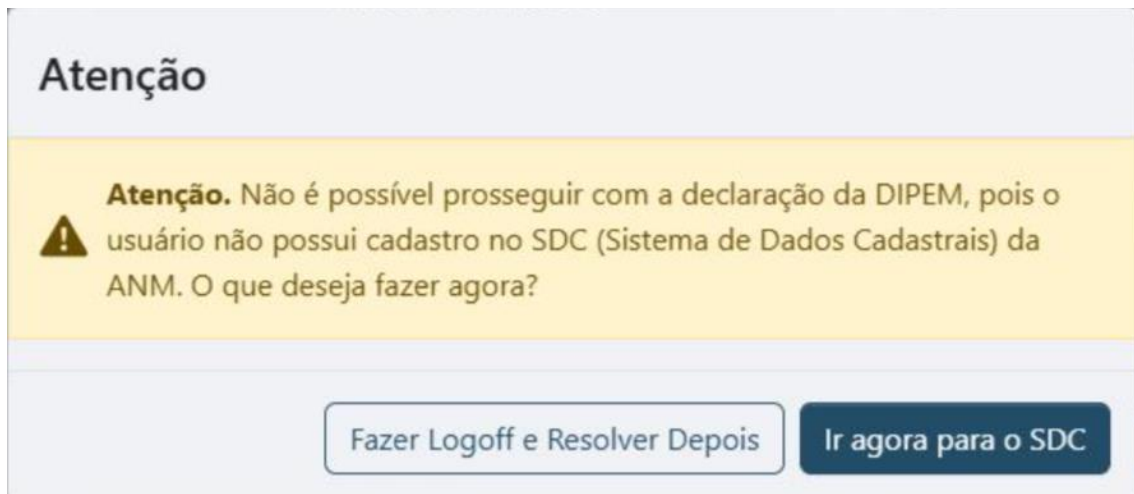 Atenção
Atenção. Não é possível prosseguir com a declaração da DIPEM, pois o
usuário não possui cadastro no SDC (Sistema de Dados Cadastrais) da
ANM. O que deseja fazer agora?
Fazer Logoff e Resolver Depois
Ir agora para o SDC